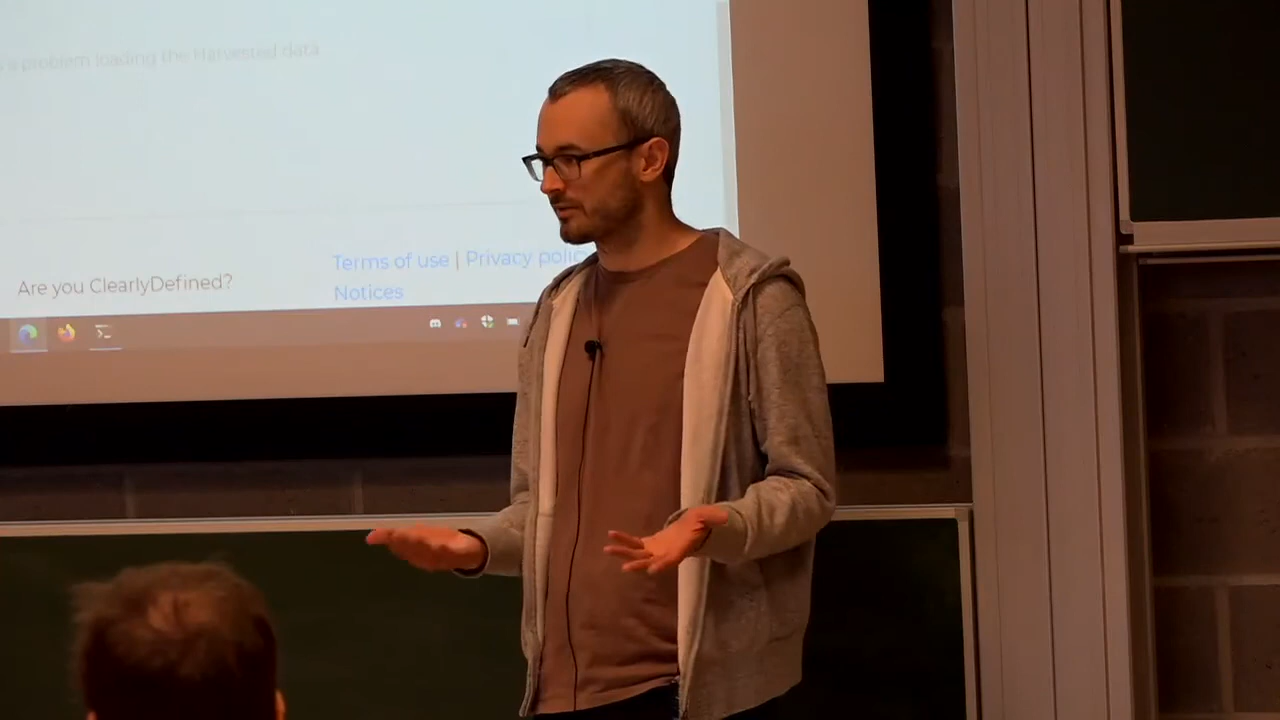 problem loading the Harvested data
Are you ClearlyDefined?
Terms of use | Privacy polic
Notices